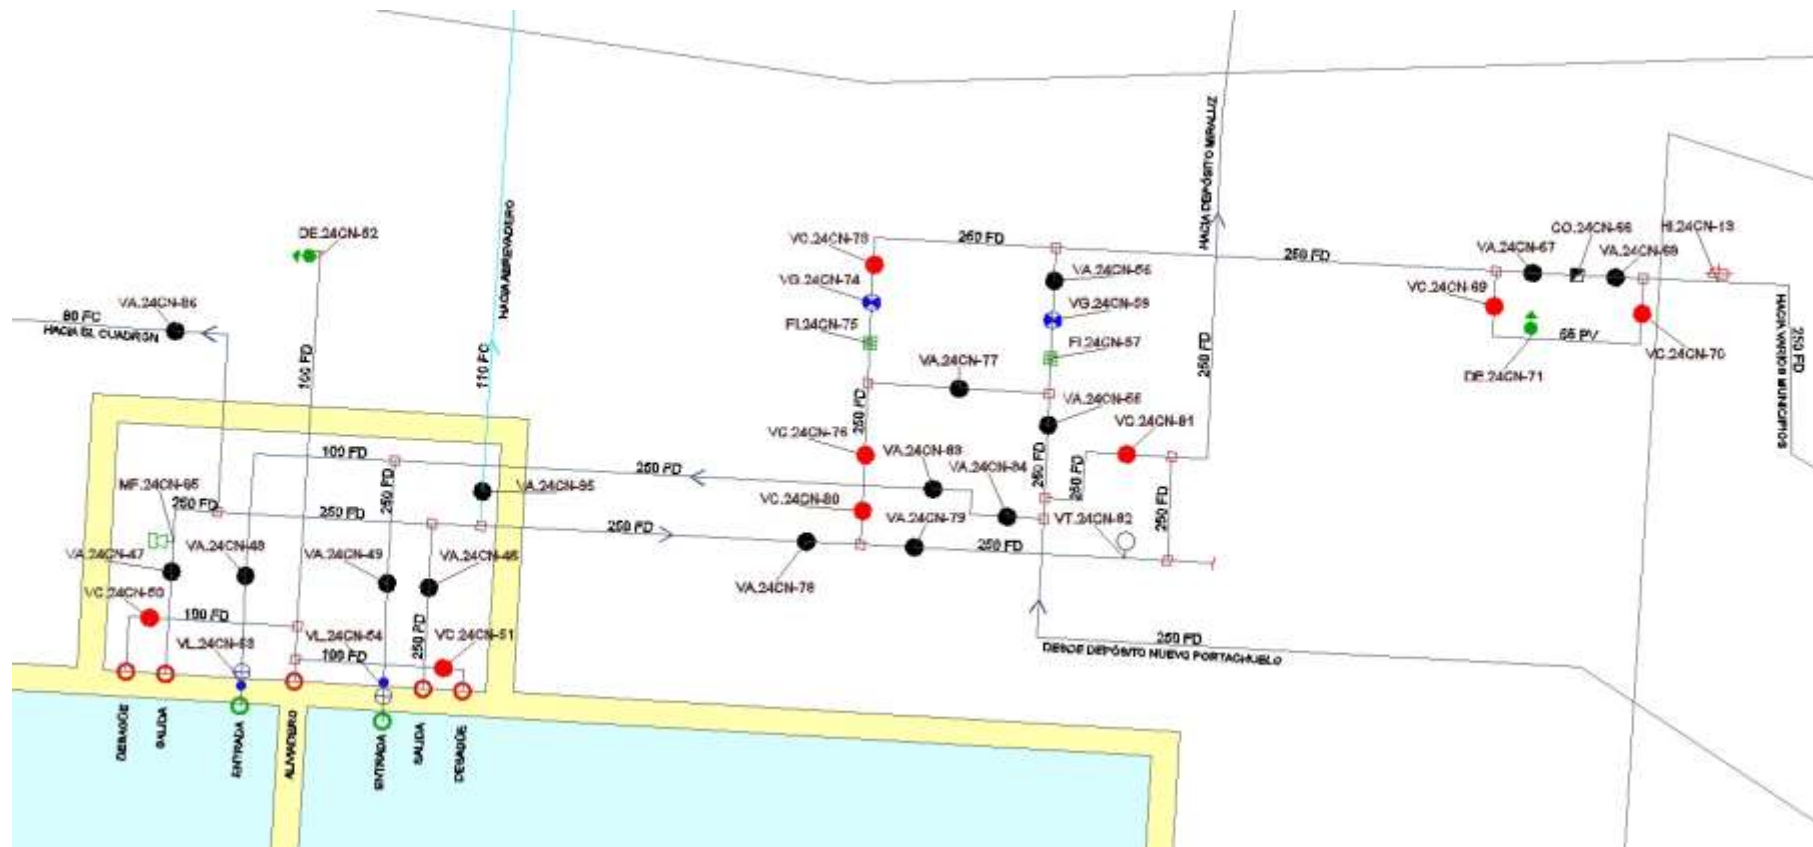 DE.24CN-52
VA.24CN-86
80 FC
HACIA EL CUADRÓN
100 FD
110 FC
HACIA ABREVADERO
VC.24CN-73
250 FD
VG.24CN-74
FI.24CN-75
VA.24CN-56
VG.24CN-58
FI.24CN-57
VA.24CN-77
250 FD
VA.24CN-55
HACIA DEPÓSITO MIRALUZ
250 FD
250 FD
VA.24CN-67
CO.24CN-66
VA.24CN-68
HI.24CN-13
VC.24CN-69
65 PV
VC.24CN-70
DE.24CN-71
HACIA VARIOS MUNICIPIOS
250 FD
VC.24CN-76
VA.24CN-83
VA.24CN-84
VC.24CN-81
250 FD
250 FD
250 FD
VC.24CN-80
VA.24CN-79
VT.24CN-82
250 FD
VA.24CN-78
250 FD
250 FD
100 FD
250 FD
VA.24CN-85
MF.24CN-65
250 FD
250 FD
VA.24CN-47
VA.24CN-48
VA.24CN-49
VA.24CN-46
VC.24CN-50
100 FD
VL.24CN-53
VL.24CN-54
250 FD
VC.24CN-51
100 FD
250 FD
DESDE DEPÓSITO NUEVO PORTACHUELO
DESAGÜE
SALIDA
ENTRADA
ALIVIADERO
ENTRADA
SALIDA
DESAGÜE